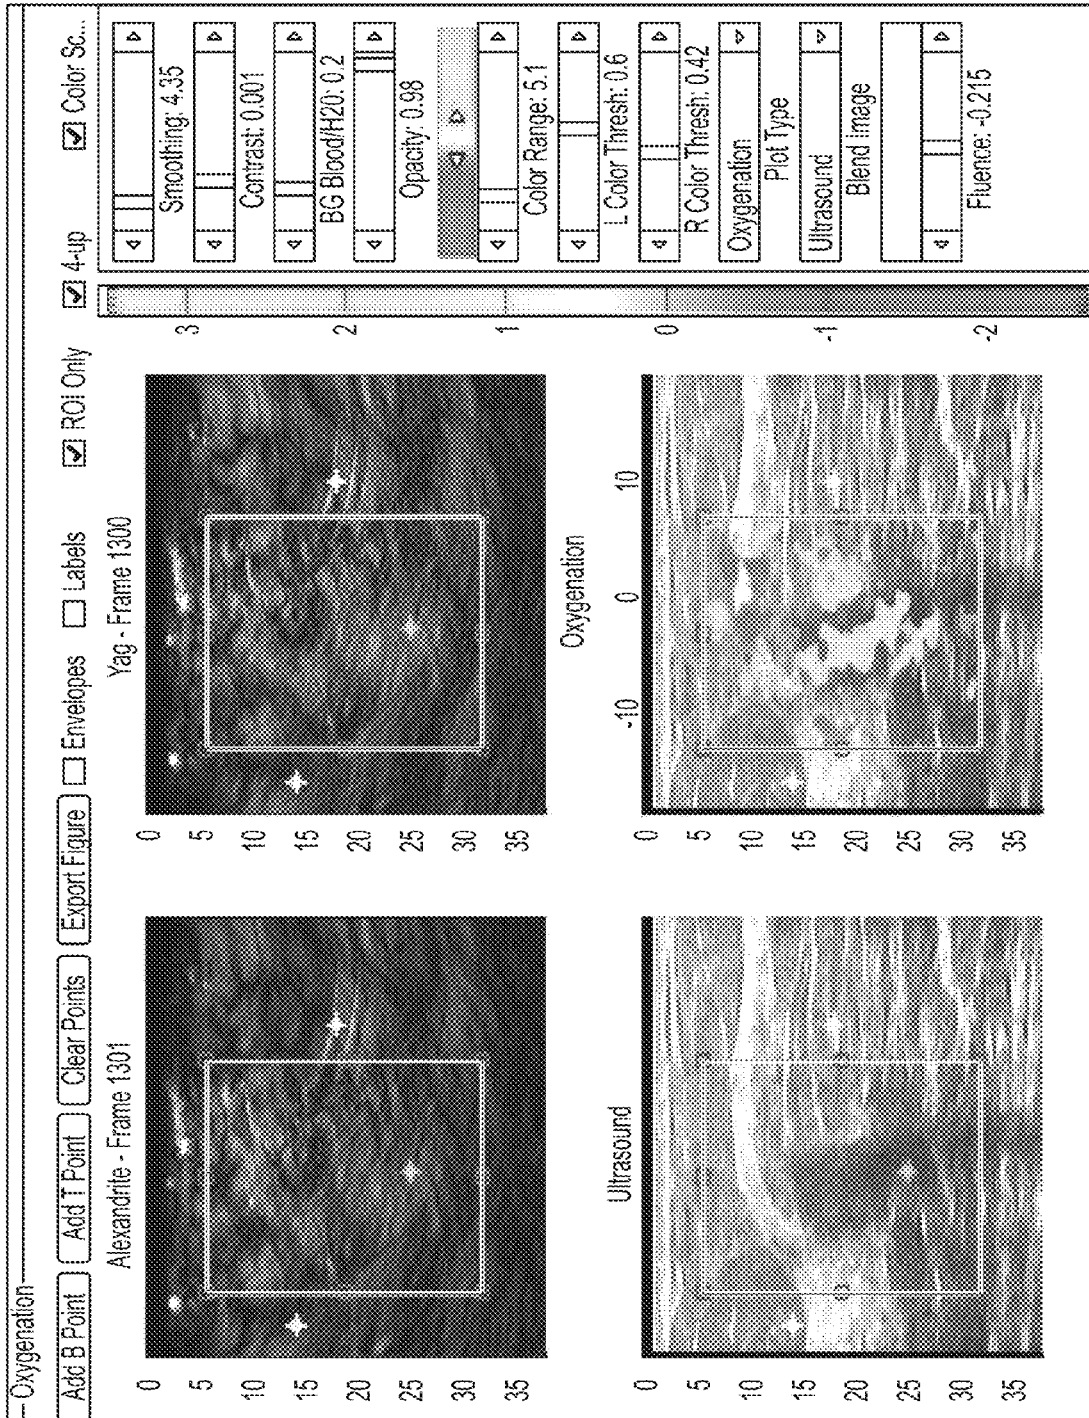 Oxygenation
Add B Point Add T Point Clear Points Export Figure Envelopes Labels ROI Only 4-up Color Sc...
Alexandrite - Frame 1301
0
5
10
15
20
25
30
35
Yag - Frame 1300
0
5
10
15
20
25
30
35
Ultrasound
0
5
10
15
20
25
30
35
Oxygenation
-10 0 10
0
5
10
15
20
25
30
35
3
2
1
0
-1
-2
Smoothing: 4.35
Contrast: 0.001
BG Blood/H20: 0.2
Opacity: 0.98
Color Range: 5.1
L Color Thresh: 0.6
R Color Thresh: 0.42
Oxygenation
Plot Type
Ultrasound
Blend Image
Fluence: -0.215